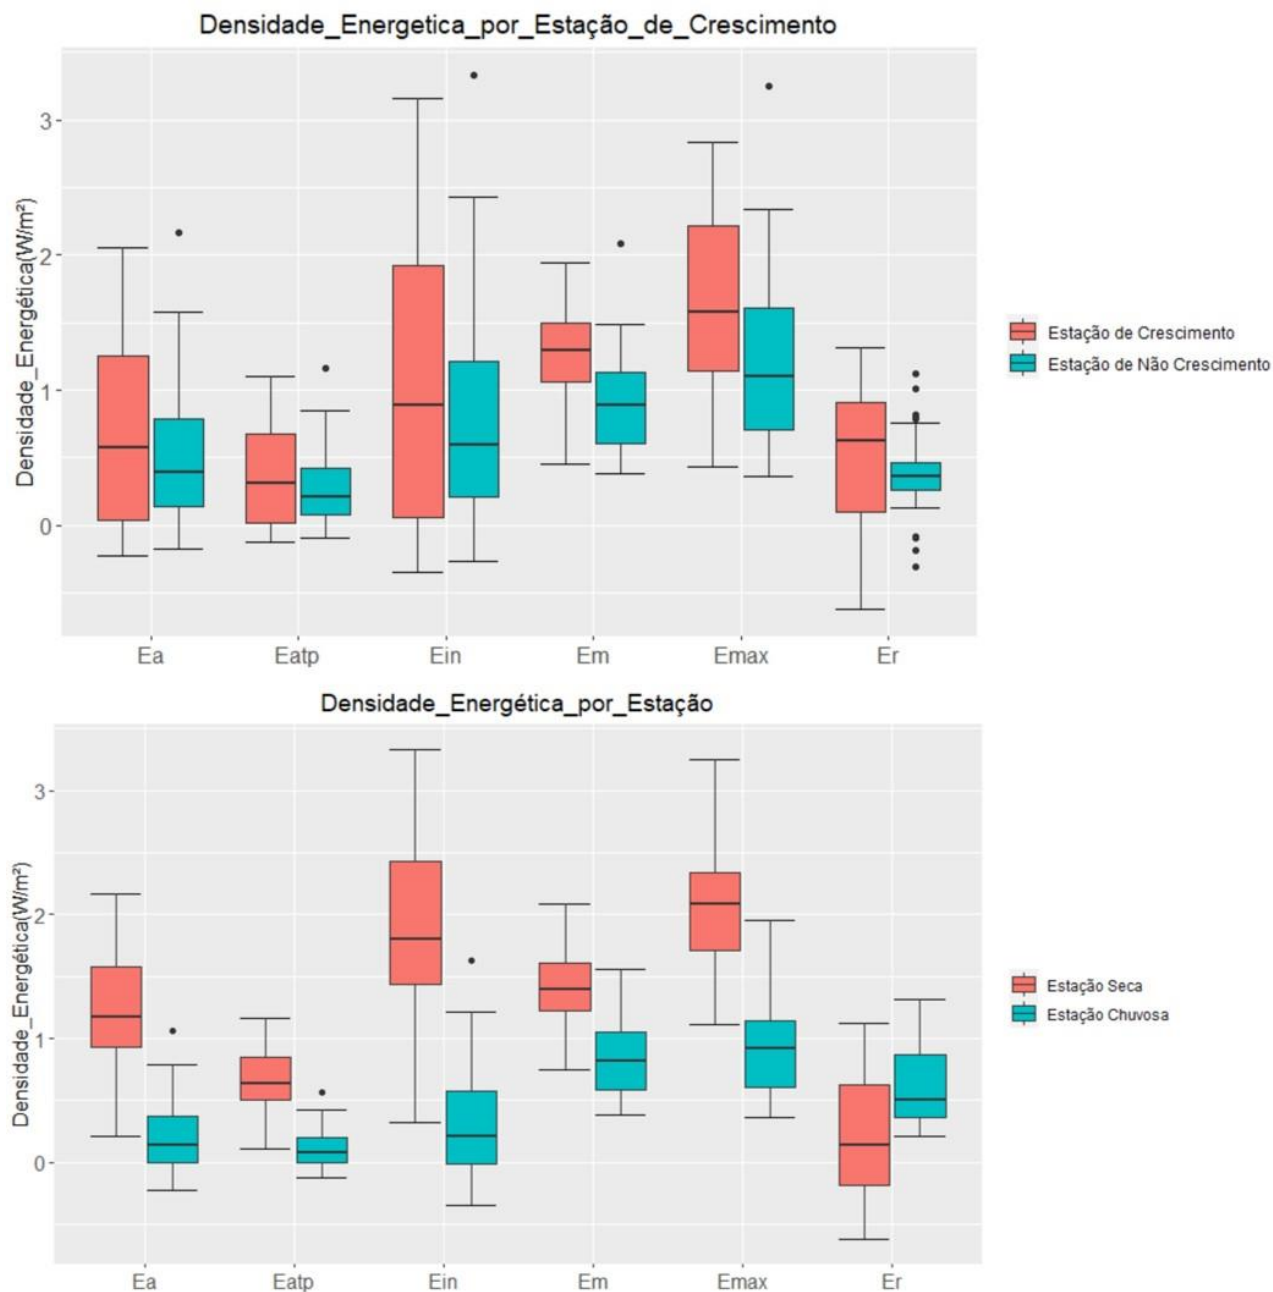 Densidade_Energetica_por_Estação_de_Crescimento
Densidade_Energética(W/m²)
3
2
1
0
Ea Eatp Ein Em Emax Er
Estação de Crescimento
Estação de Não Crescimento
Densidade_Energética_por_Estação
Densidade_Energética(W/m²)
3
2
1
0
Ea Eatp Ein Em Emax Er
Estação Seca
Estação Chuvosa